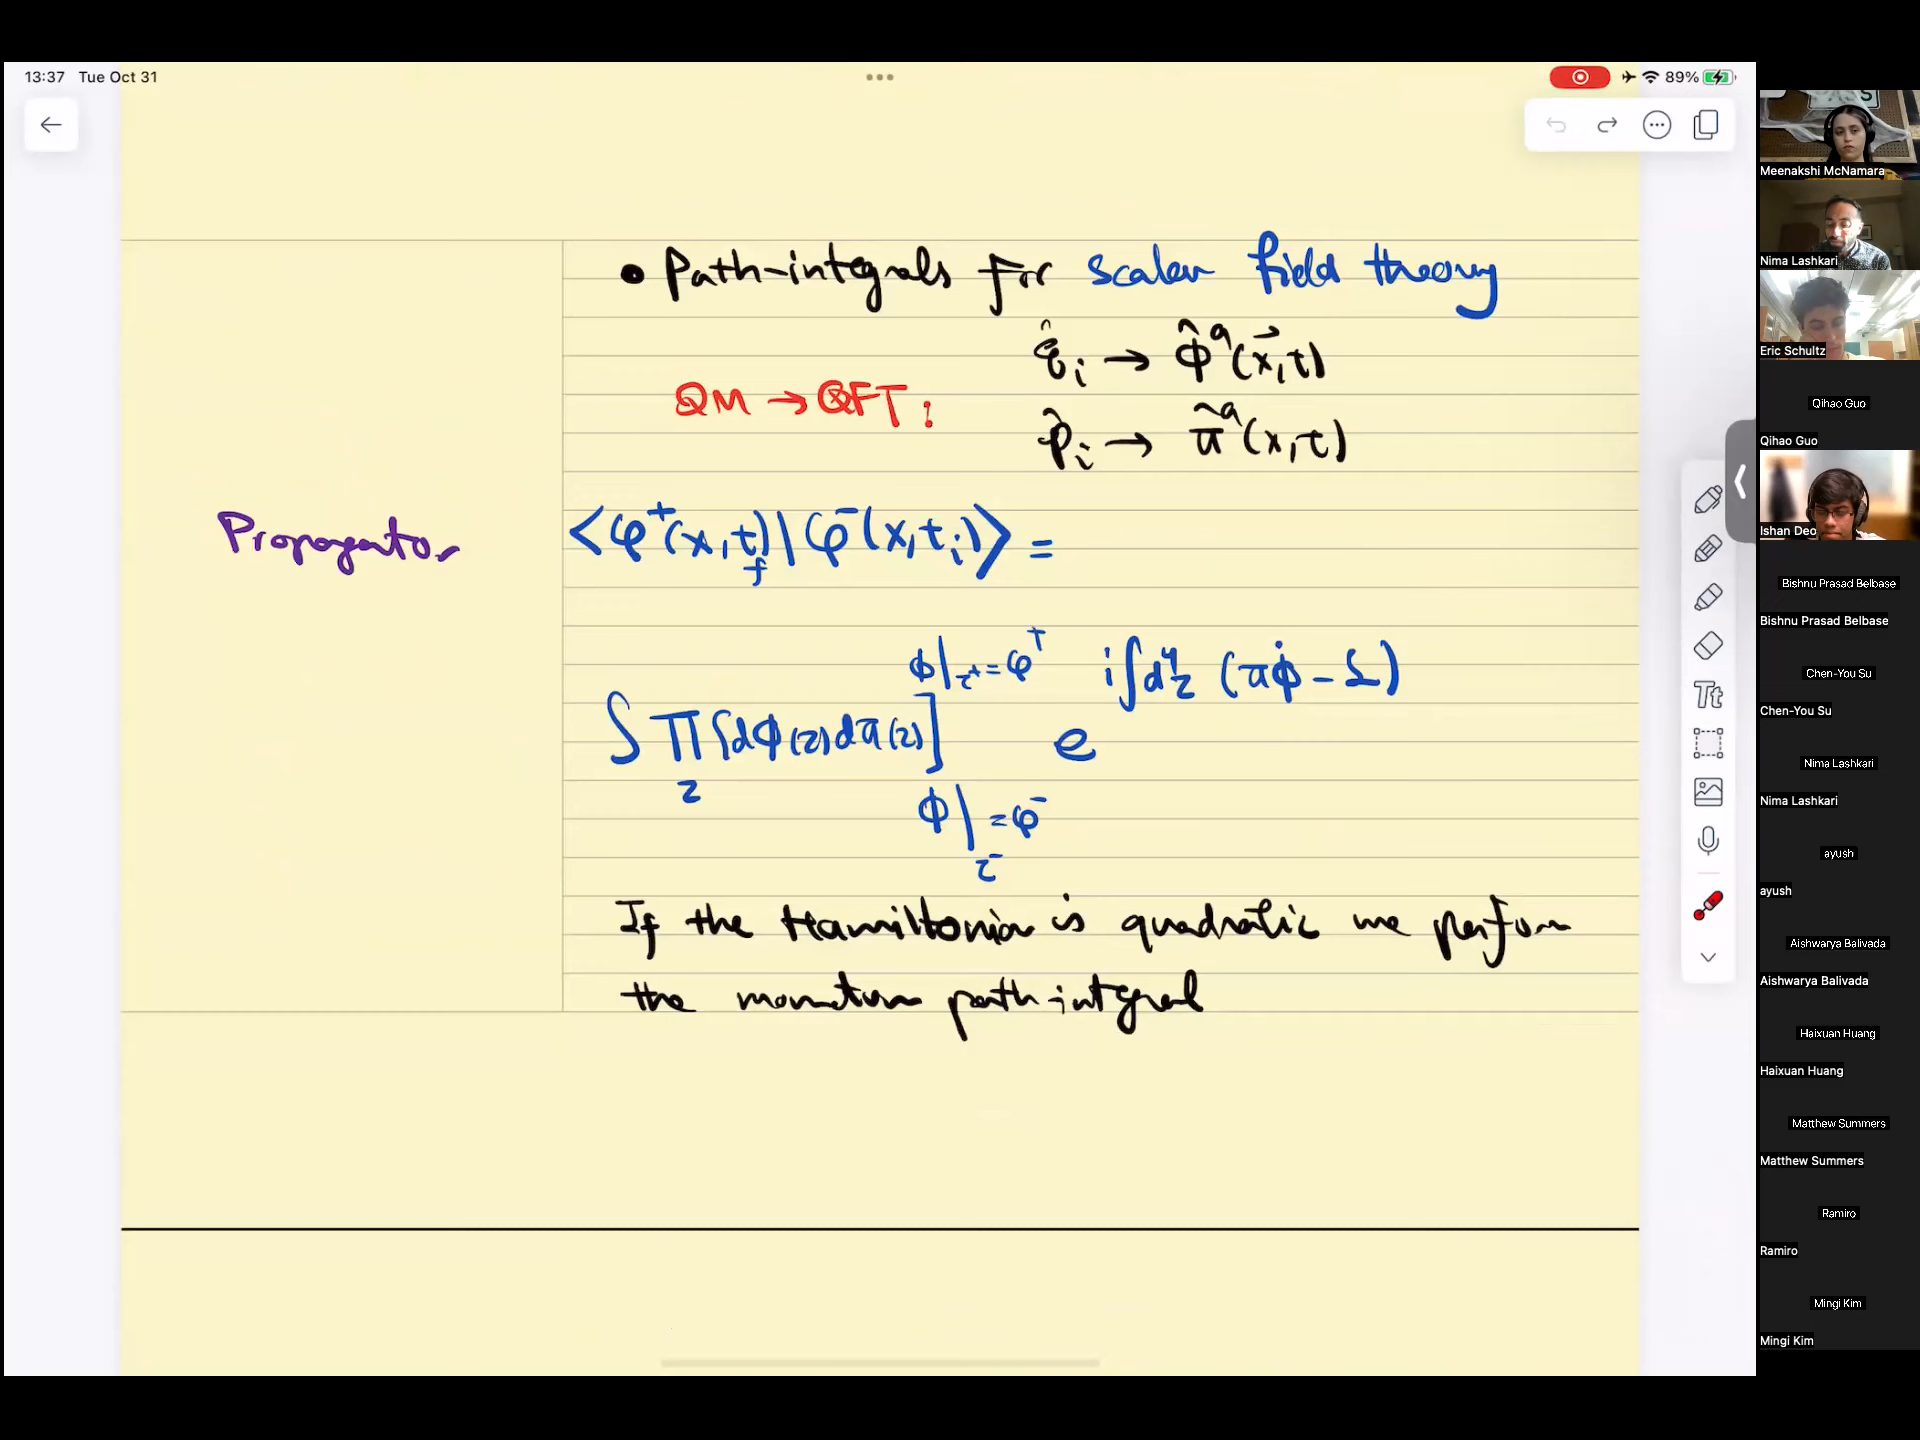 13:37 Tue Oct 31
89%
• Path-integrals for scalar field theory
q̂ᵢ → φ̂ᵃ(x⃗,t)
QM → QFT:
p̂ᵢ → π̂ᵃ(x,t)
Propagator
<φ⁺(x,t_f)|φ⁻(x,tᵢ)> =
ϕ|_{z⁺}=φ⁺ i∫d⁴z (πϕ̇ - L)
∫ Π_z [dϕ(z)dπ(z)] e
ϕ|_{z⁻}=φ⁻
If the Hamiltonian is quadratic we perform
the momentum path-integral
Tt
Meenakshi McNamara
Nima Lashkari
Eric Schultz
Qihao Guo
Qihao Guo
Ishan Deo
Bishnu Prasad Belbase
Bishnu Prasad Belbase
Chen-You Su
Chen-You Su
Nima Lashkari
Nima Lashkari
ayush
ayush
Aishwarya Balivada
Aishwarya Balivada
Haixuan Huang
Haixuan Huang
Matthew Summers
Matthew Summers
Ramiro
Ramiro
Mingi Kim
Mingi Kim